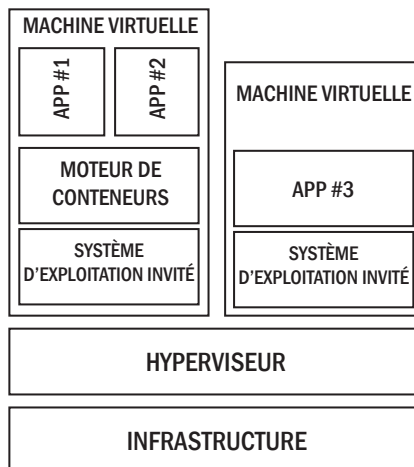 MACHINE VIRTUELLE
APP #1
APP #2
MOTEUR DE
CONTENEURS
SYSTÈME
D'EXPLOITATION INVITÉ
MACHINE VIRTUELLE
APP #3
SYSTÈME
D'EXPLOITATION INVITÉ
HYPERVISEUR
INFRASTRUCTURE